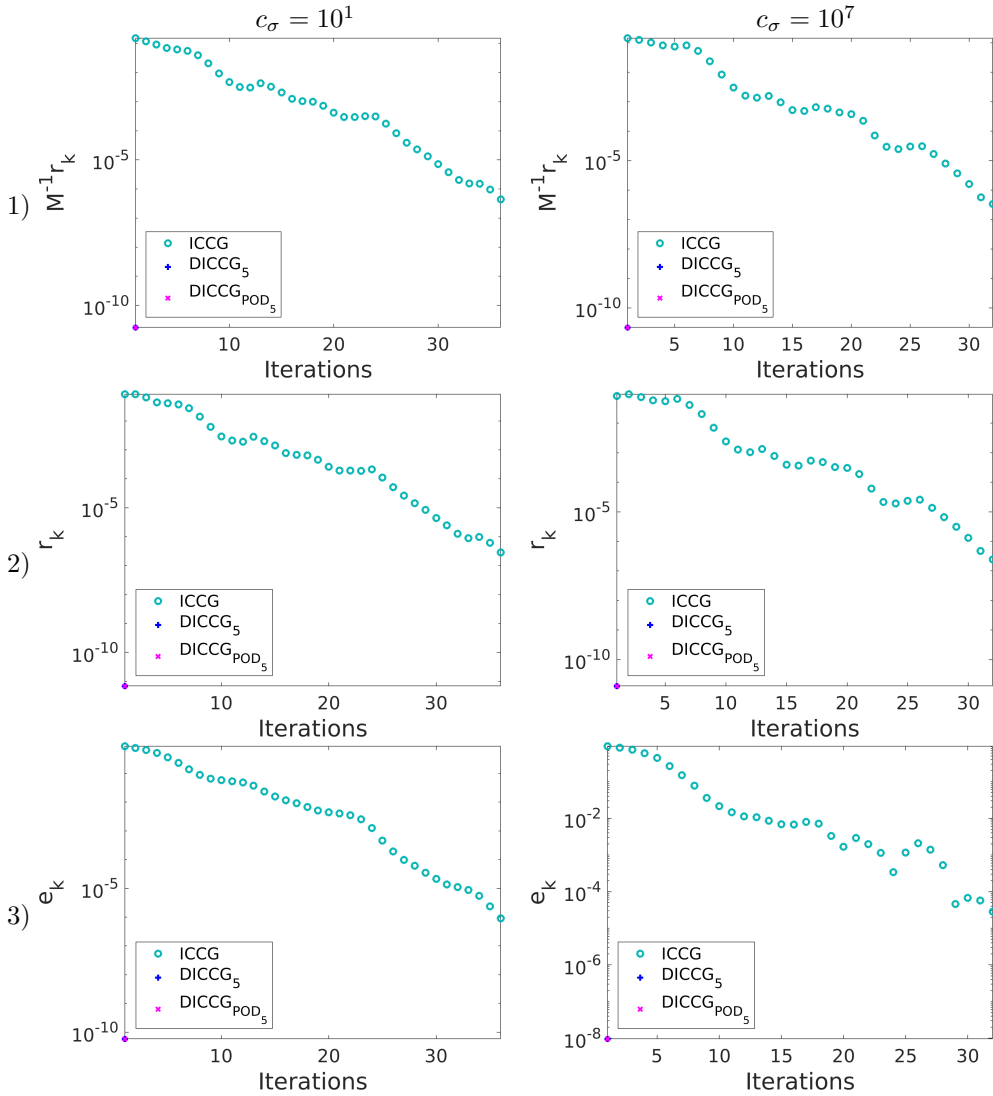 c_σ = 10^1
c_σ = 10^7
1)
M^-1 r_k
10^-5
10^-10
ICCG
DICCG_5
DICCG_POD_5
10 20 30
Iterations
M^-1 r_k
10^-5
10^-10
ICCG
DICCG_5
DICCG_POD_5
5 10 15 20 25 30
Iterations
2)
r_k
10^-5
10^-10
ICCG
DICCG_5
DICCG_POD_5
10 20 30
Iterations
r_k
10^-5
10^-10
ICCG
DICCG_5
DICCG_POD_5
5 10 15 20 25 30
Iterations
3)
e_k
10^-5
10^-10
ICCG
DICCG_5
DICCG_POD_5
10 20 30
Iterations
e_k
10^-2
10^-4
10^-6
10^-8
ICCG
DICCG_5
DICCG_POD_5
5 10 15 20 25 30
Iterations